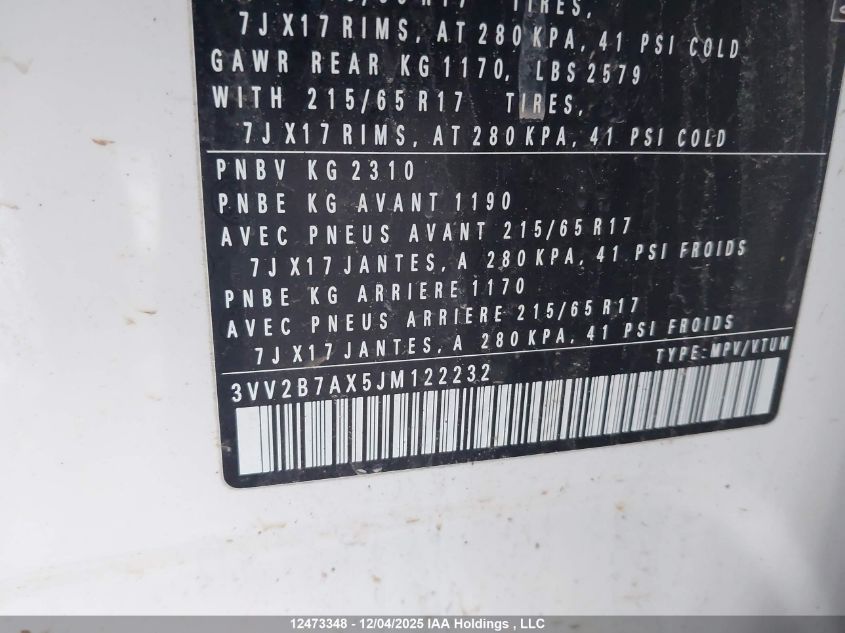 R17 TIRES,
7J X17 RIMS, AT 280 KPA, 41 PSI COLD
GAWR REAR KG 1170, LBS 2579
WITH 215/65 R17 TIRES,
7J X17 RIMS, AT 280 KPA, 41 PSI COLD
PNBV KG 2310
PNBE KG AVANT 1190
AVEC PNEUS AVANT 215/65 R17
7J X17 JANTES, A 280 KPA, 41 PSI FROIDS
PNBE KG ARRIERE 1170
AVEC PNEUS ARRIERE 215/65 R17
7J X17 JANTES, A 280 KPA, 41 PSI FROIDS
TYPE: MPV/VTUM
3VV2B7AX5JM122232
12473348 - 12/04/2025 IAA Holdings , LLC